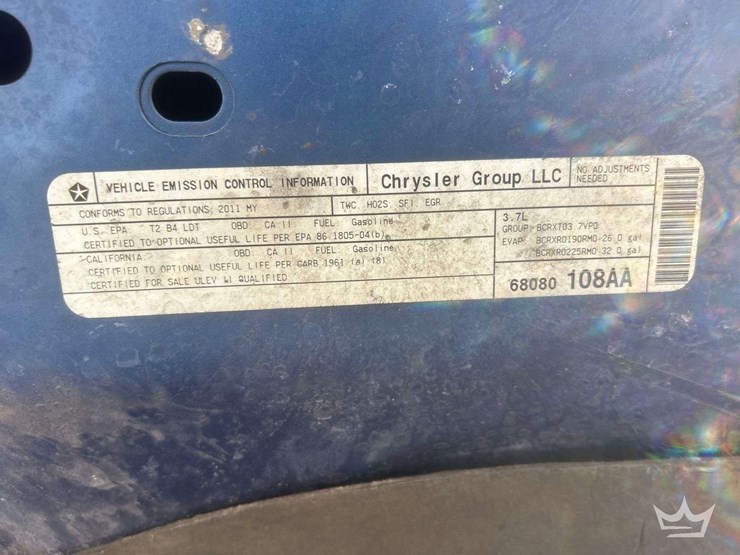 VEHICLE EMISSION CONTROL INFORMATION
Chrysler Group LLC
NO ADJUSTMENTS
NEEDED
CONFORMS TO REGULATIONS: 2011 MY
TWC, HO2S, SFI, EGR
U.S. EPA: T2 B4 LDT OBD: CA II FUEL: Gasoline
CERTIFIED TO OPTIONAL USEFUL LIFE PER EPA 86.1805-04(b)
CALIFORNIA: OBD: CA II FUEL: Gasoline
CERTIFIED TO OPTIONAL USEFUL LIFE PER CARB 1961 (a) (8)
CERTIFIED FOR SALE ULEV II QUALIFIED
3.7L
GROUP: BCRXT03.7VP0
EVAP: BCRXR0190RM0-26.0 gal
BCRXR0225RM0-32.0 gal
68080 108AA